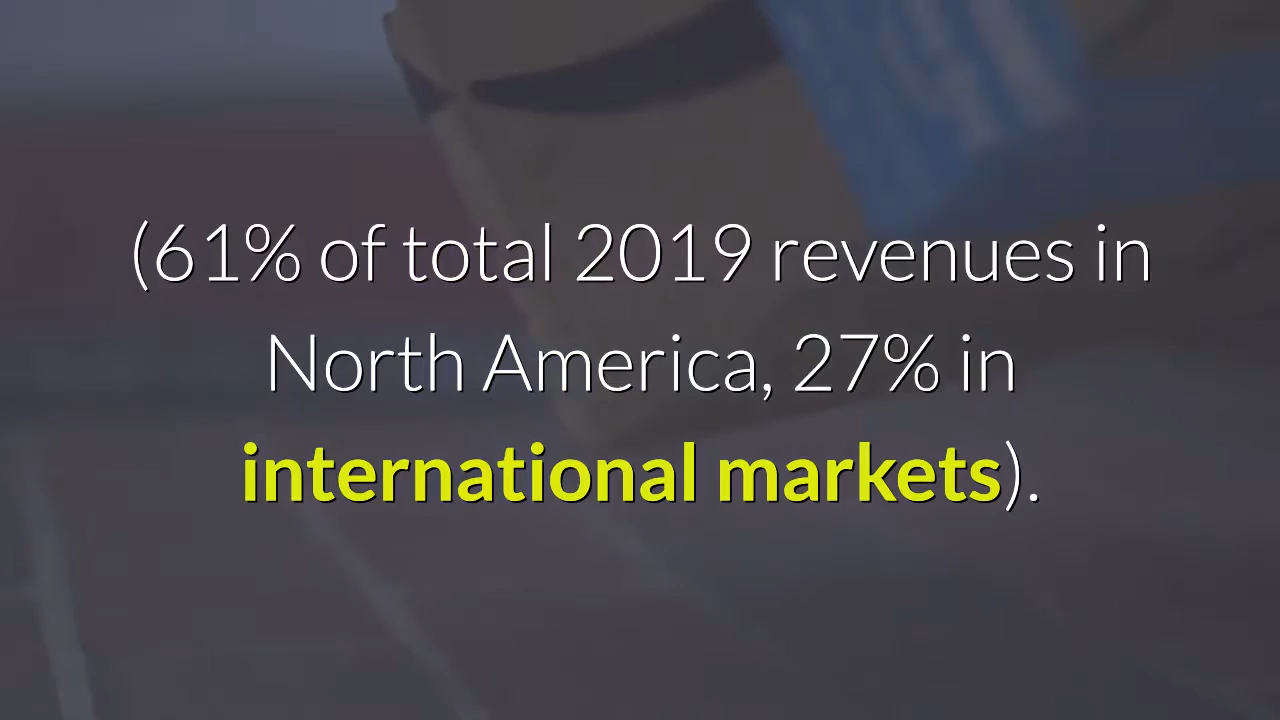 (61% of total 2019 revenues in
North America, 27% in
international markets).